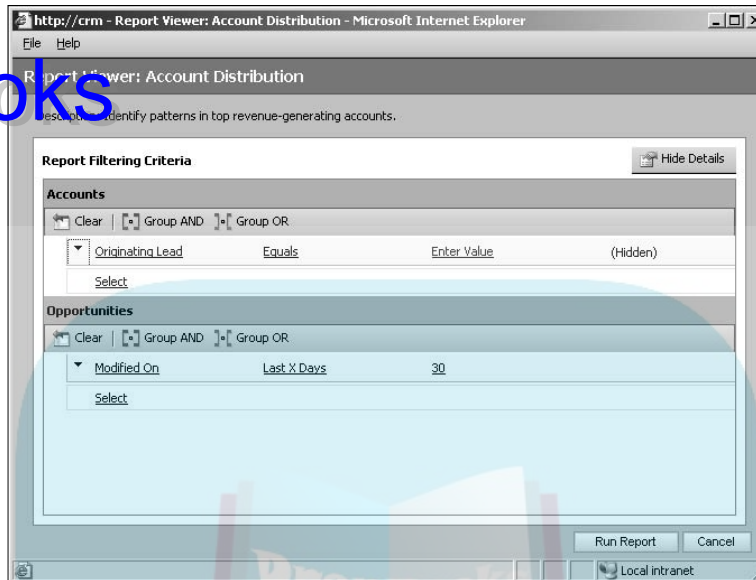 http://crm - Report Viewer: Account Distribution - Microsoft Internet Explorer
File Help
Report Viewer: Account Distribution
oks
Identify patterns in top revenue-generating accounts.
Report Filtering Criteria
Hide Details
Accounts
Clear | Group AND Group OR
Originating Lead Equals Enter Value (Hidden)
Select
Opportunities
Clear | Group AND Group OR
Modified On Last X Days 30
Select
Run Report Cancel
Local intranet